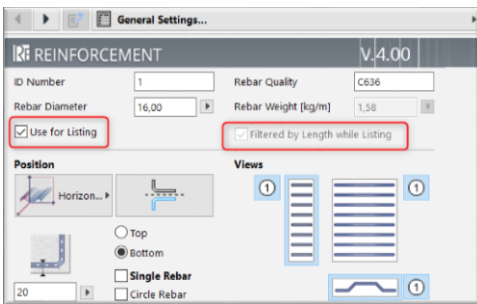 General Settings...
Ri REINFORCEMENT V.4.00
ID Number 1 Rebar Quality C636
Rebar Diameter 16,00 Rebar Weight [kg/m] 1,58
Use for Listing Filtered by Length while Listing
Position Views
Horizon... 1 1
Top
Bottom
Single Rebar
20 Circle Rebar 1